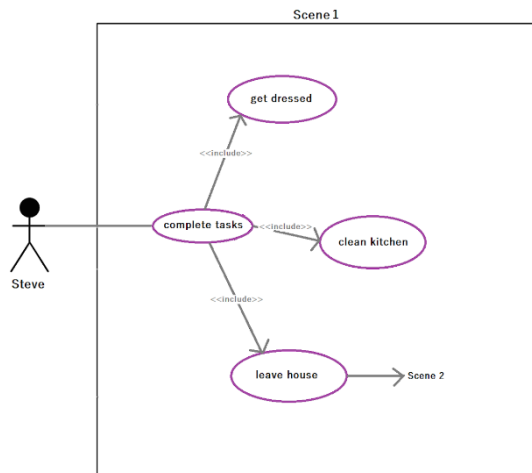 Scene 1
get dressed
<<include>>
complete tasks
<<include>>
clean kitchen
Steve
<<include>>
leave house
Scene 2